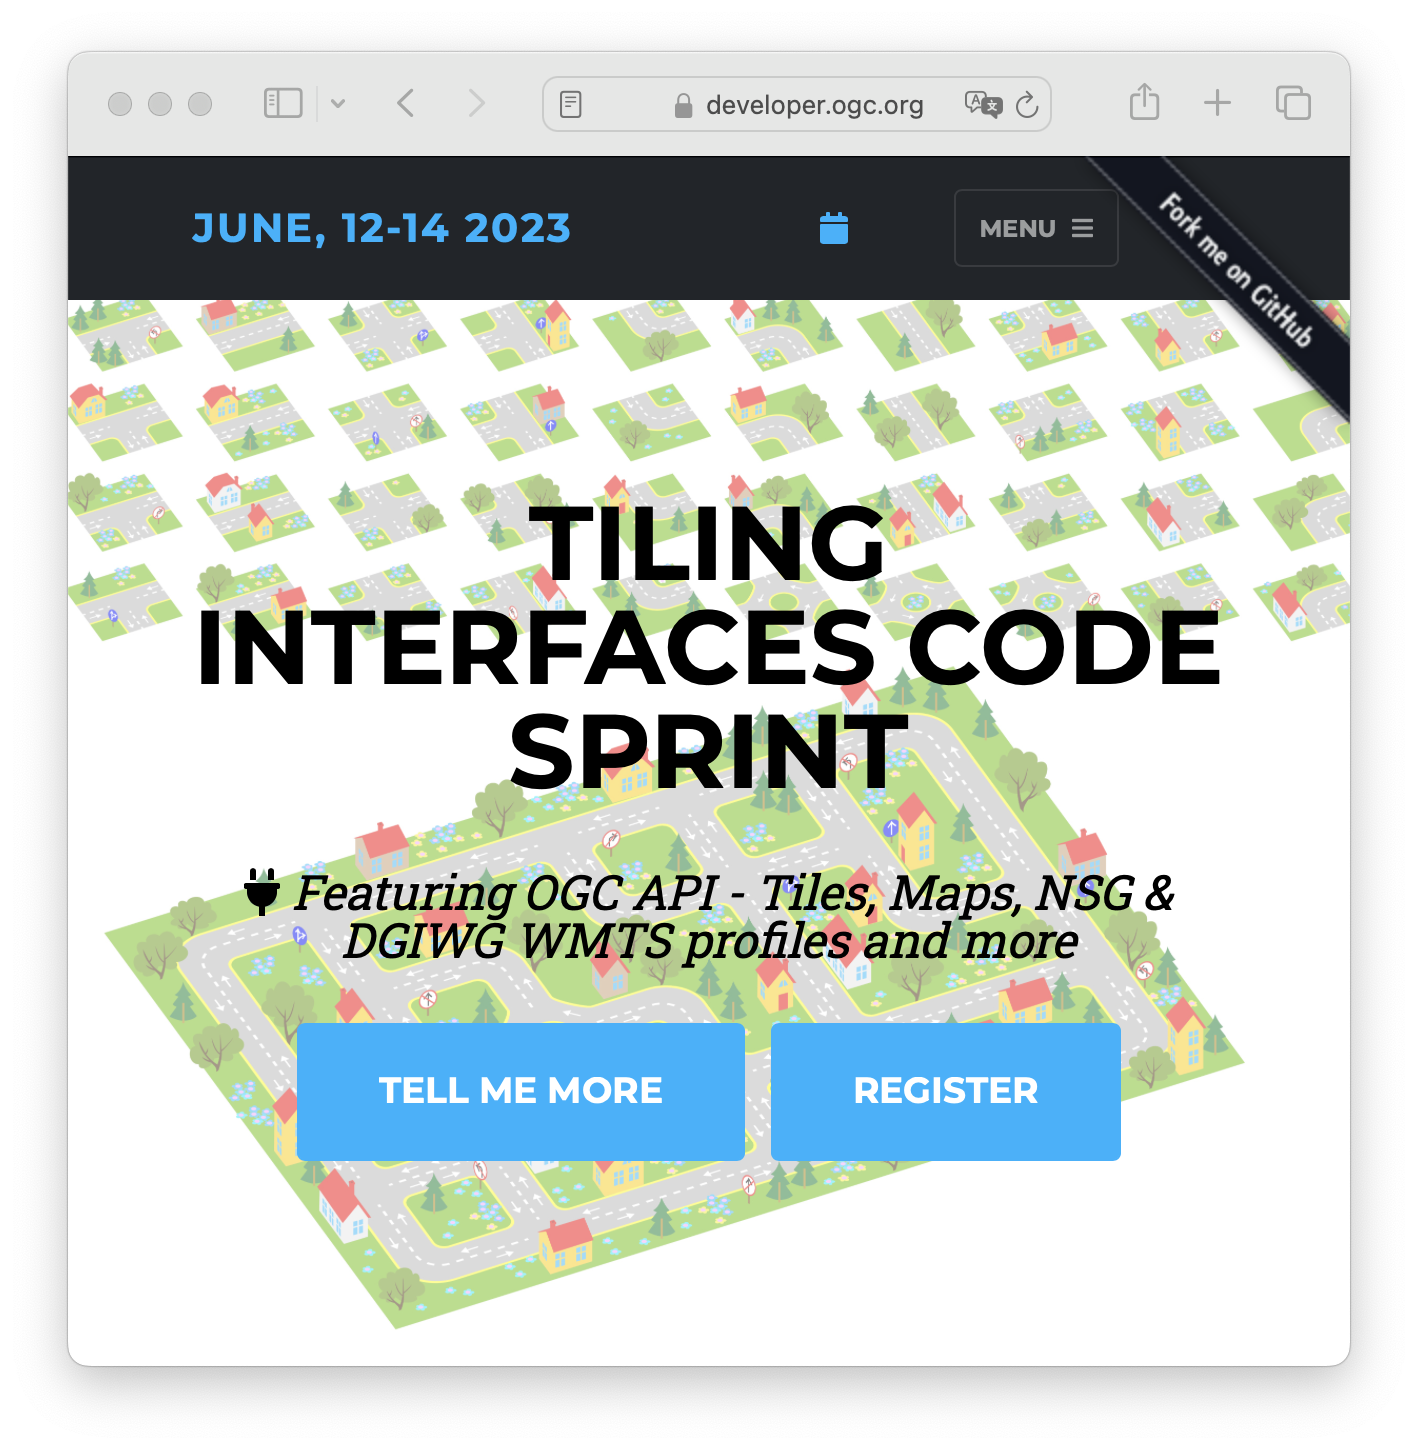 developer.ogc.org
JUNE, 12-14 2023
MENU
Fork me on GitHub
TILING
INTERFACES CODE
SPRINT
Featuring OGC API - Tiles, Maps, NSG &
DGIWG WMTS profiles and more
TELL ME MORE
REGISTER